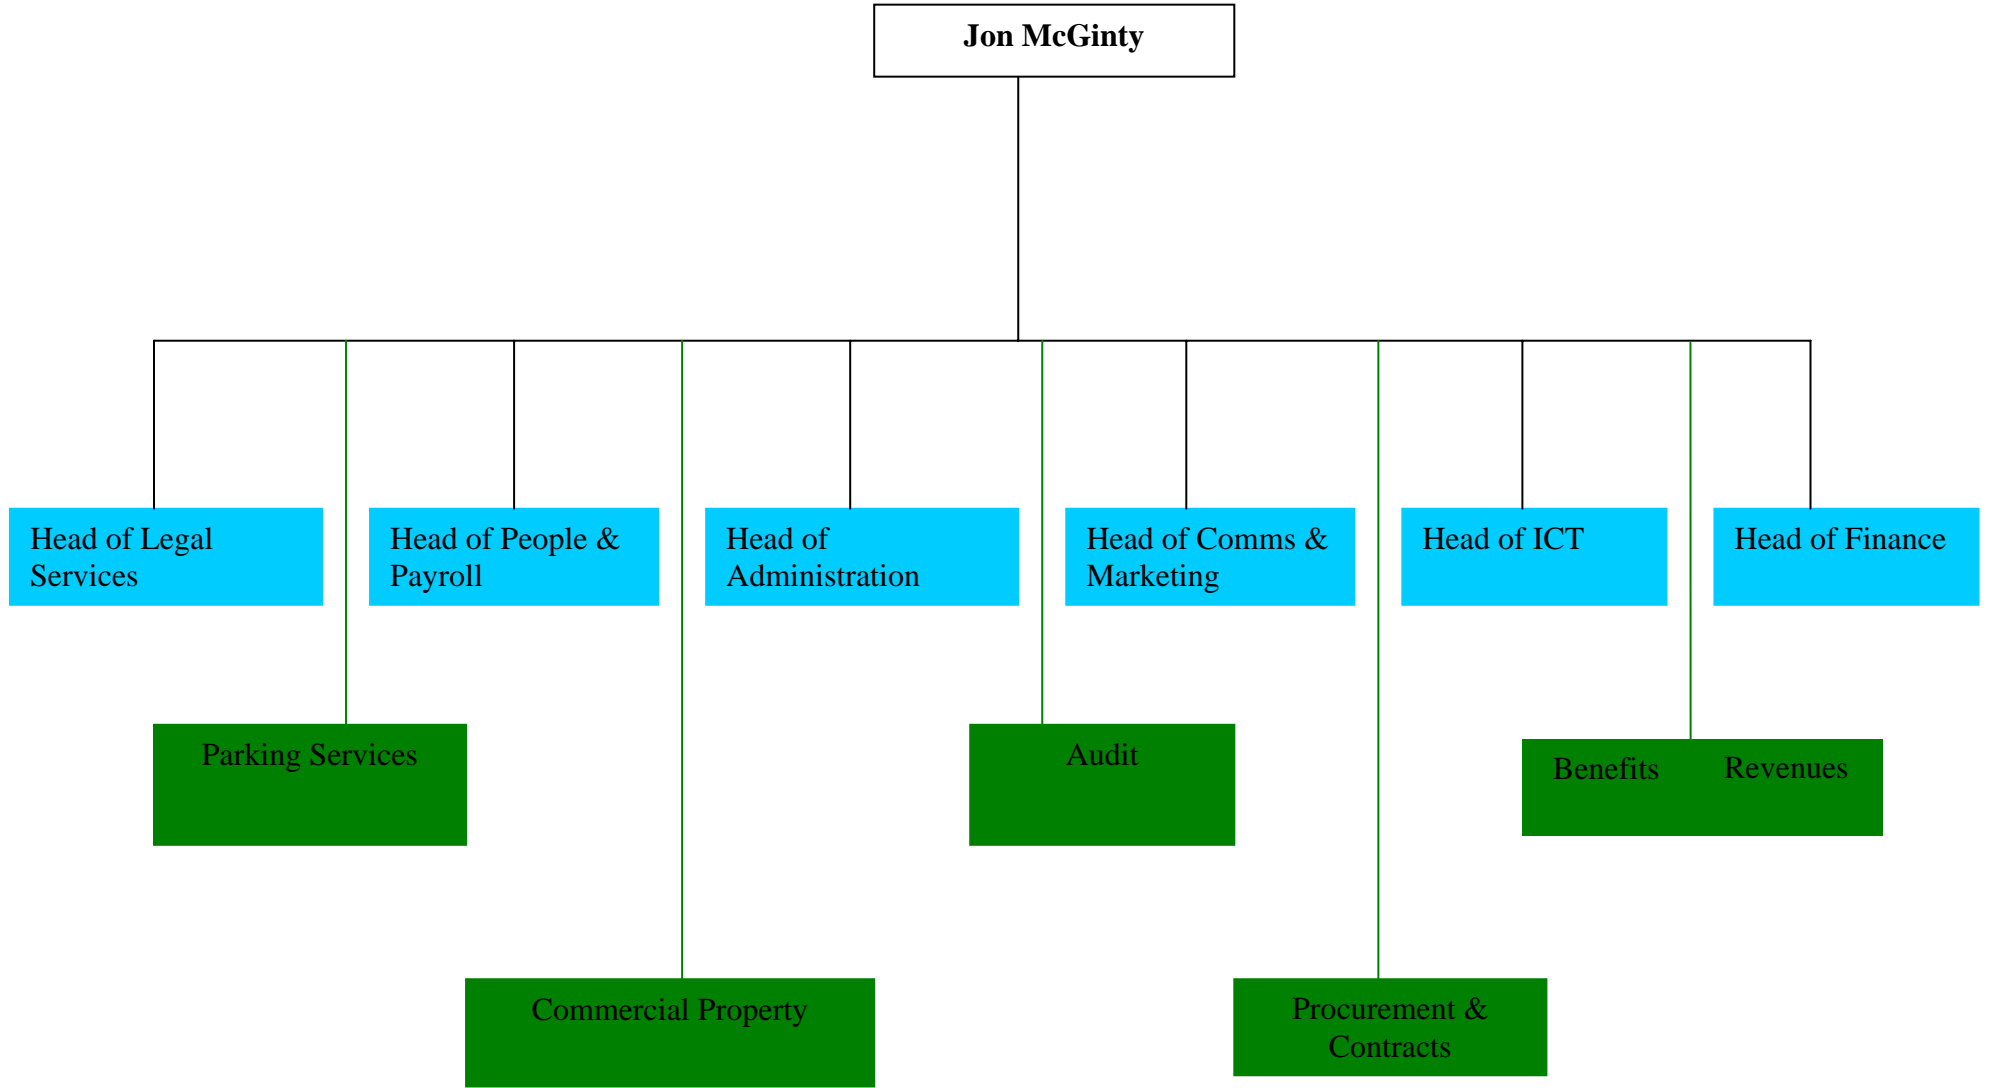 Jon McGinty
Head of Legal
Services
Head of People &
Payroll
Head of
Administration
Head of Comms &
Marketing
Head of ICT
Head of Finance
Parking Services
Audit
Benefits
Revenues
Commercial Property
Procurement &
Contracts